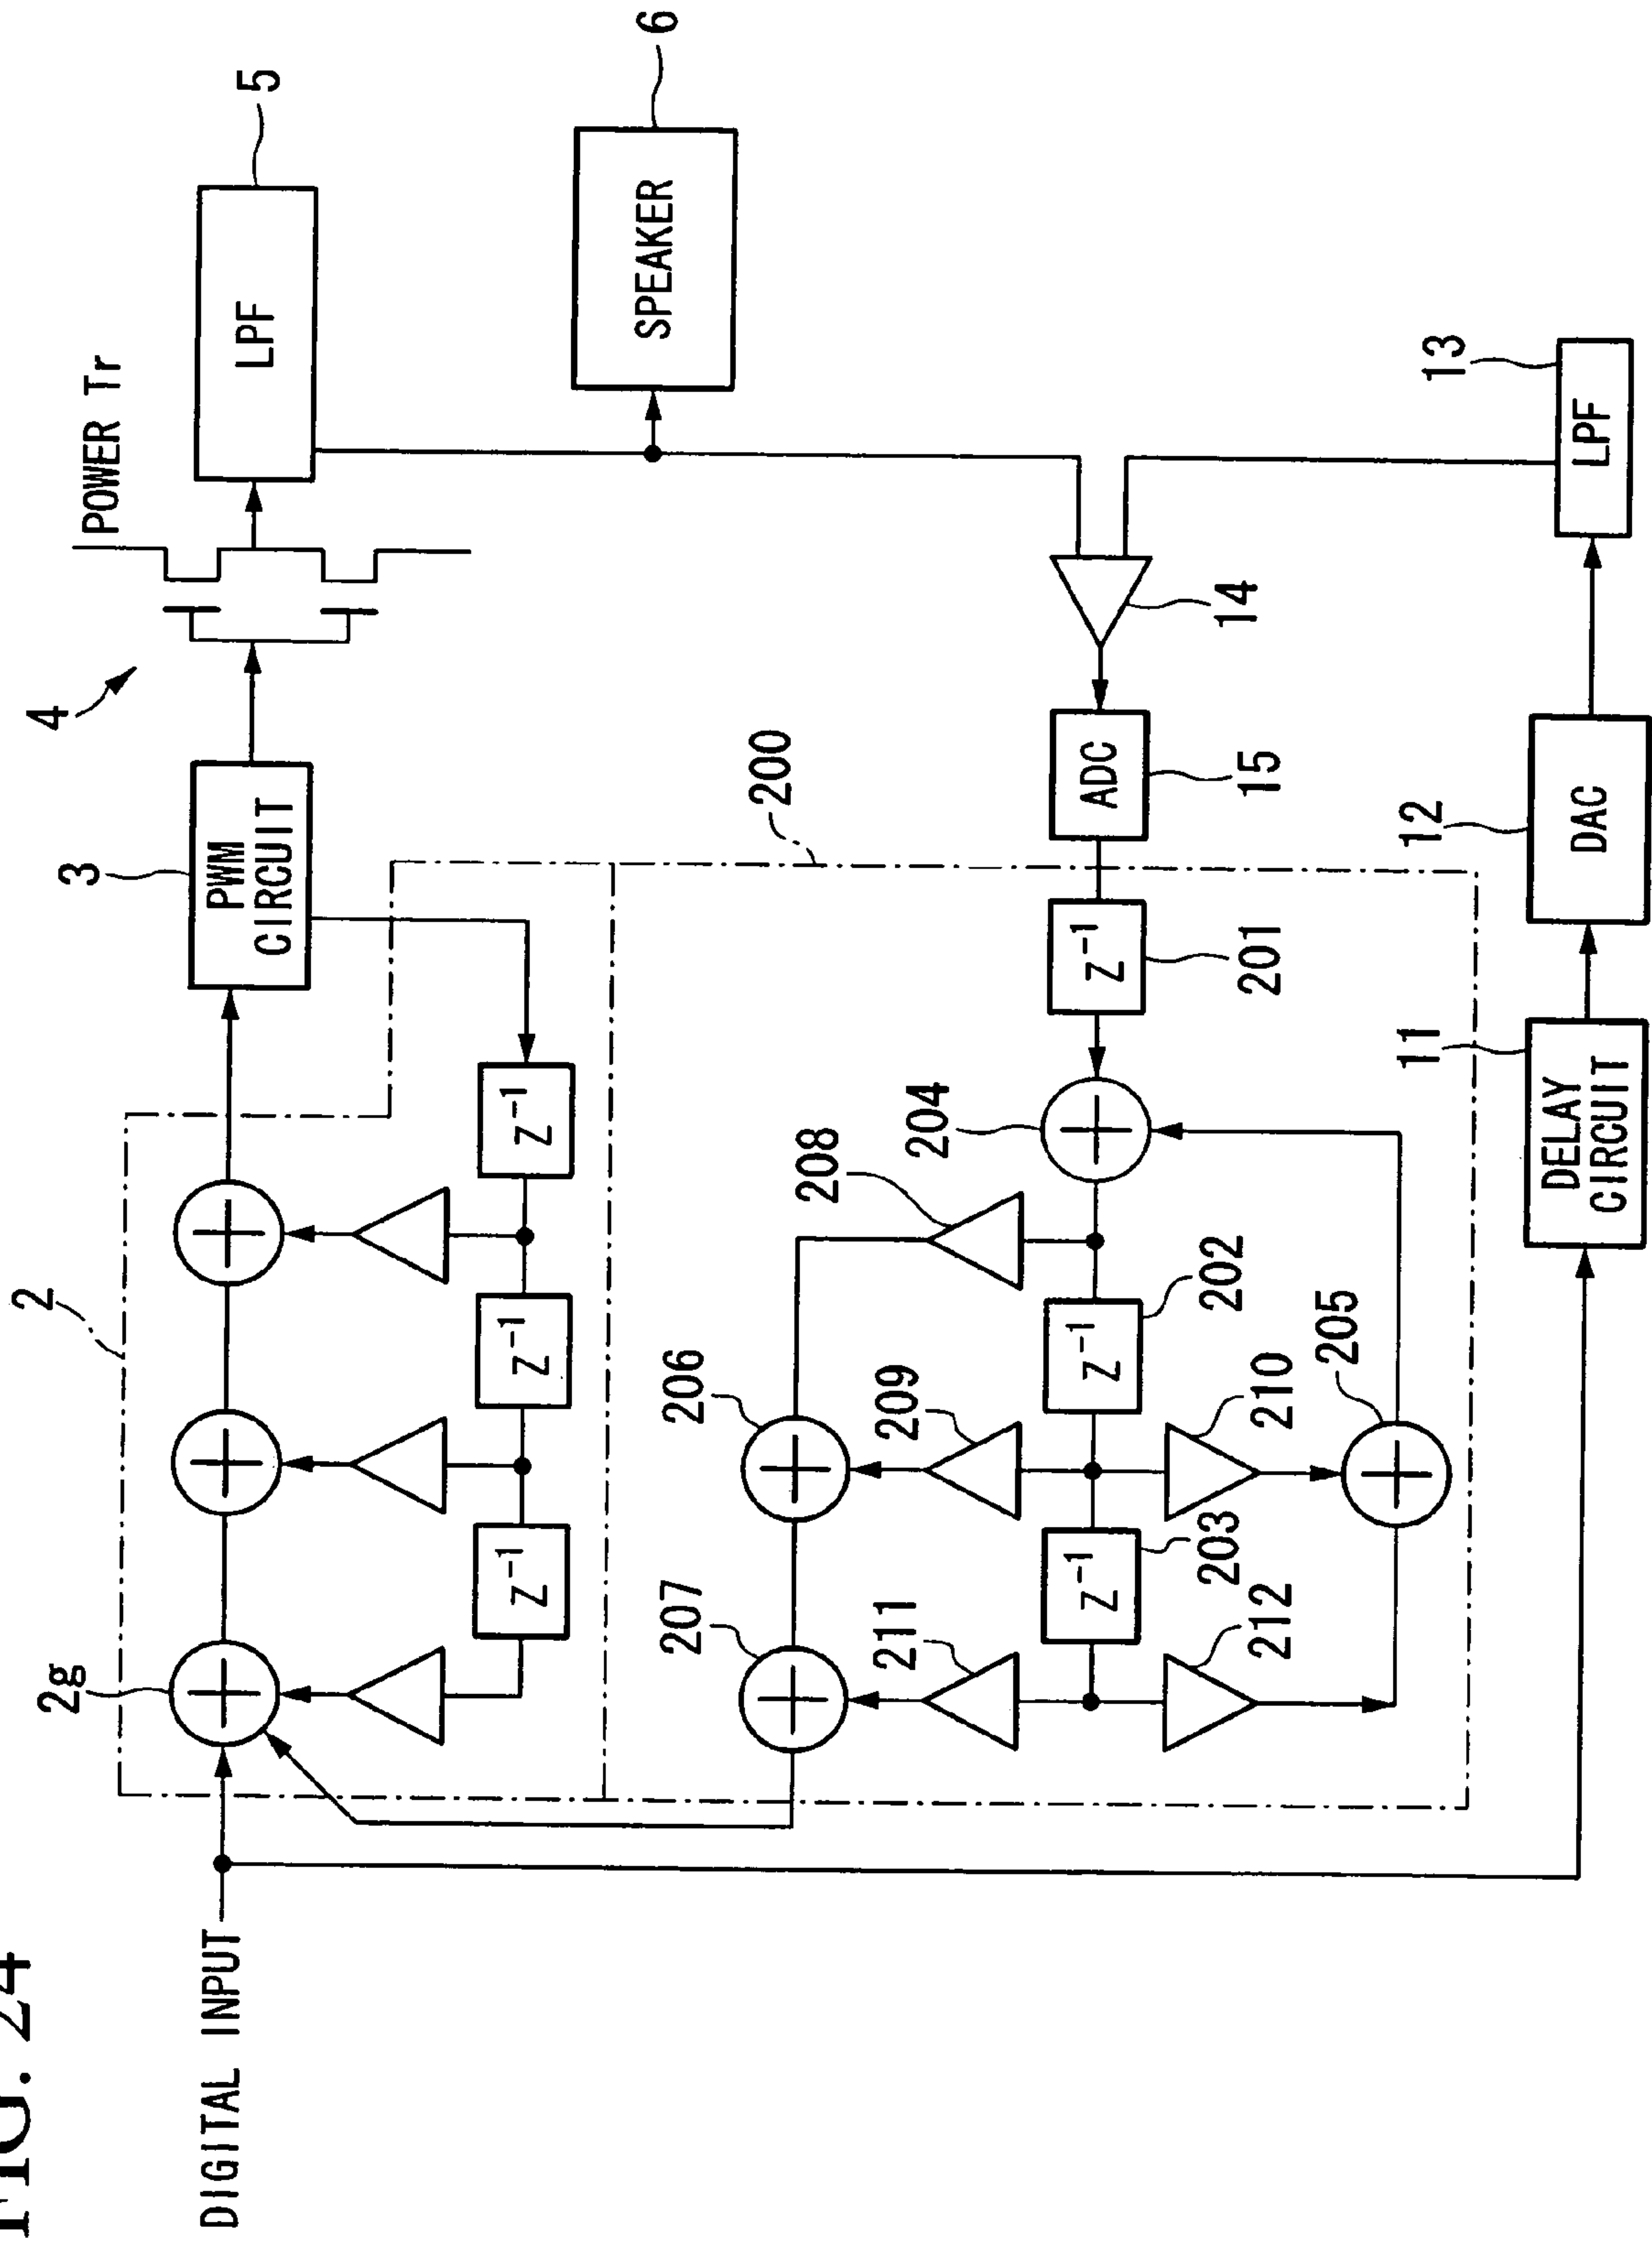 FIG. 24
DIGITAL INPUT
2
2g
3
PWM
CIRCUIT
4
POWER Tr
LPF
5
SPEAKER
6
Z⁻¹
Z⁻¹
Z⁻¹
200
207
206
208
204
211
209
Z⁻¹
203
Z⁻¹
202
Z⁻¹
201
ADC
15
14
212
210
205
DELAY
CIRCUIT
11
DAC
12
LPF
13